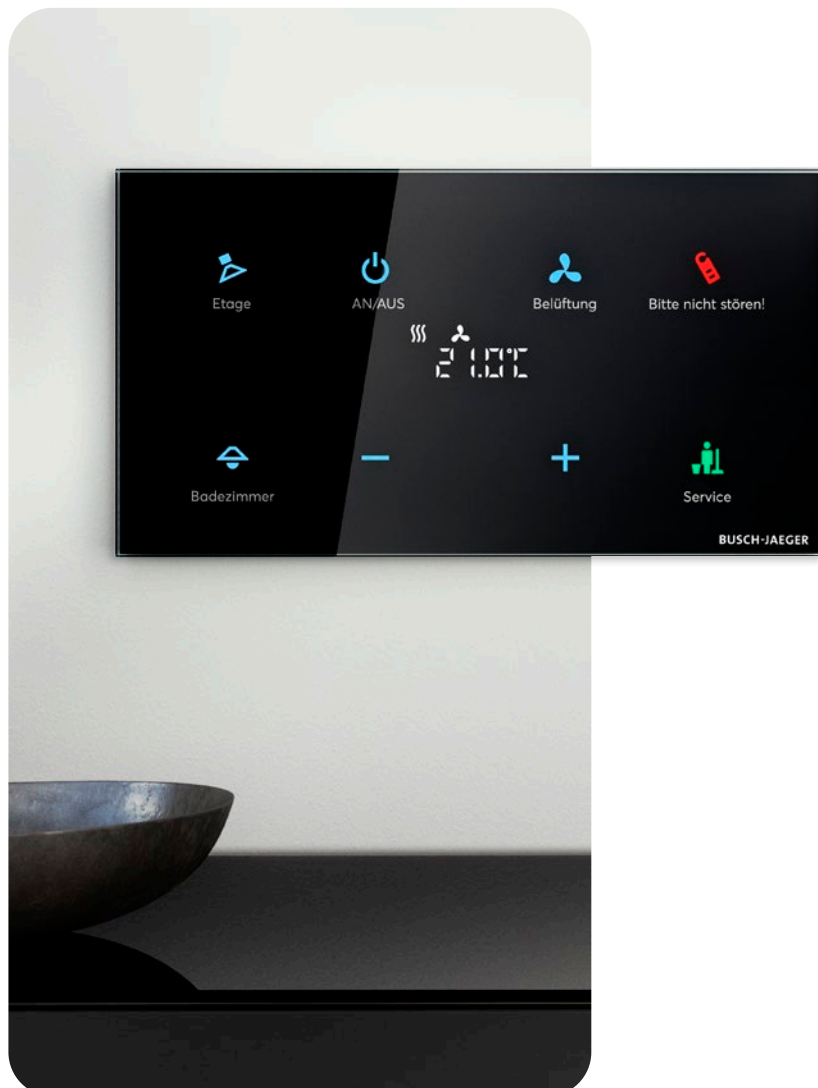 Etage
AN/AUS
Belüftung
Bitte nicht stören!
21.0°C
Badezimmer
−
+
Service
BUSCH-JAEGER